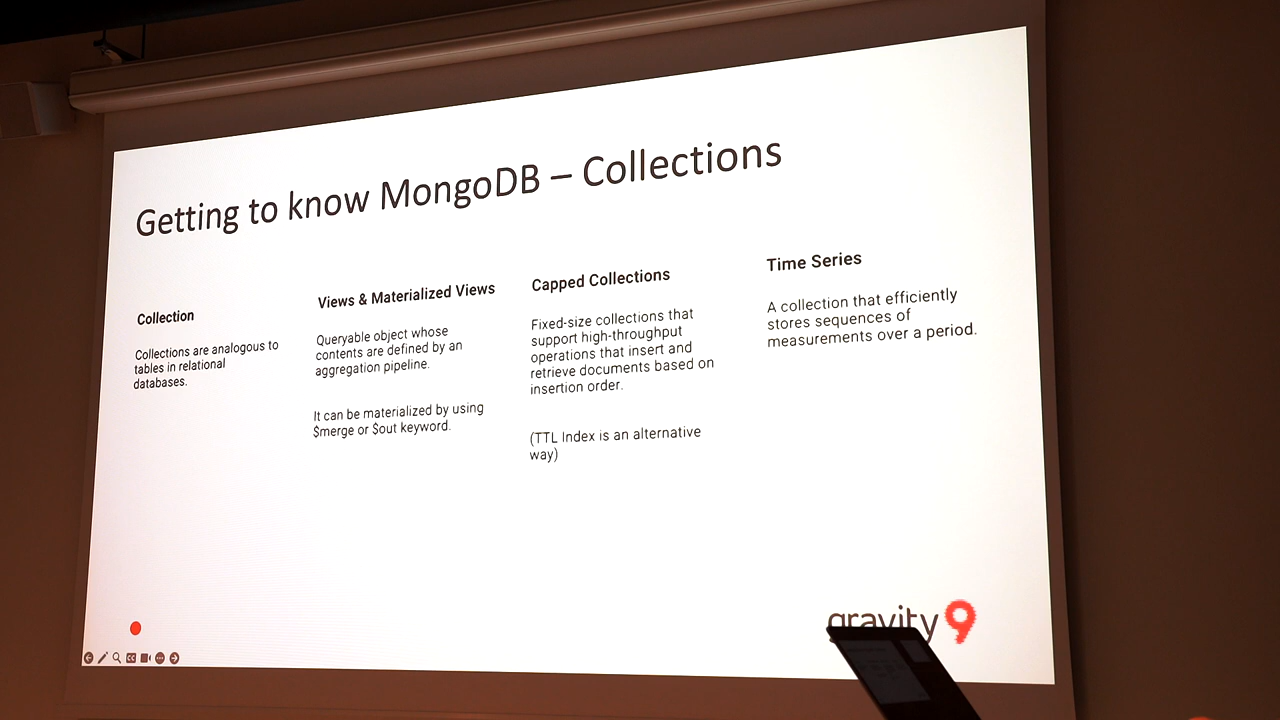 Getting to know MongoDB – Collections
Collection
Collections are analogous to
tables in relational
databases.
Views & Materialized Views
Queryable object whose
contents are defined by an
aggregation pipeline.
It can be materialized by using
$merge or $out keyword.
Capped Collections
Fixed-size collections that
support high-throughput
operations that insert and
retrieve documents based on
insertion order.
(TTL Index is an alternative
way)
Time Series
A collection that efficiently
stores sequences of
measurements over a period.
gravity9